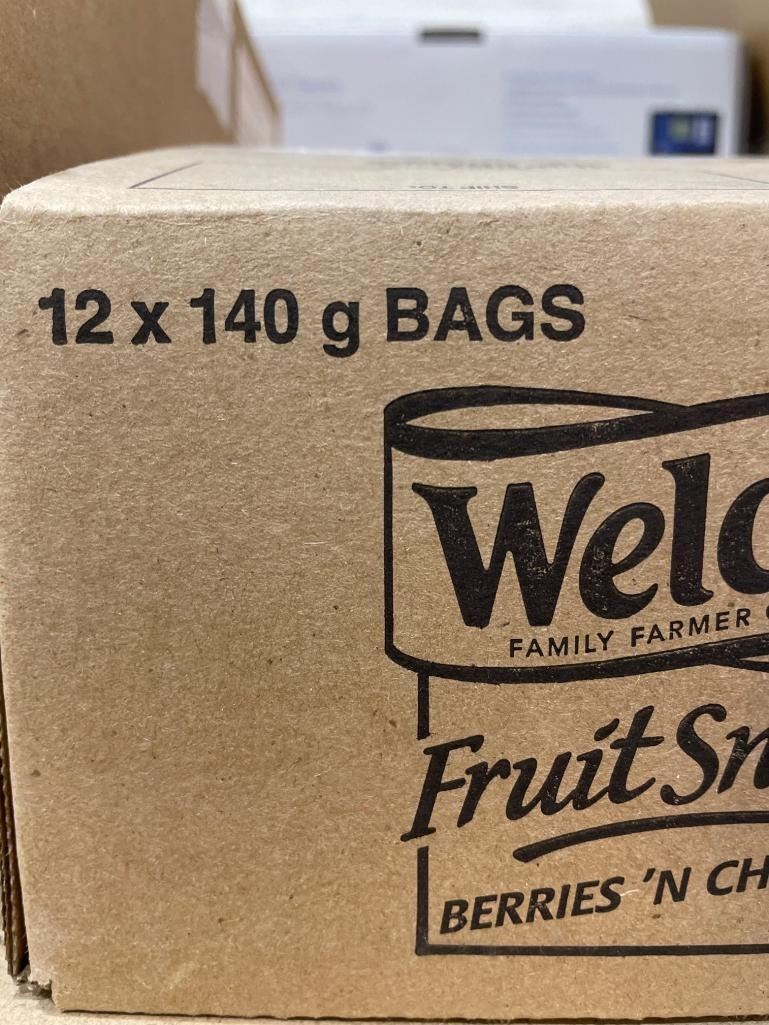 12 x 140 g BAGS
Welc
FAMILY FARMER
Fruit Sn
BERRIES 'N CH